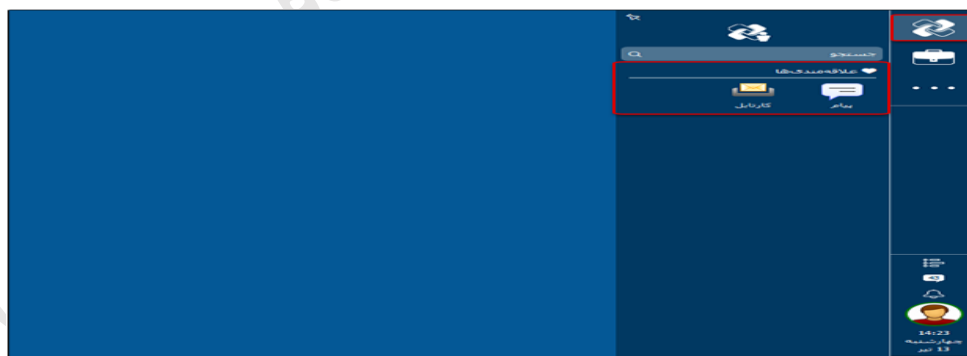 جستجو
علاقه‌مندی‌ها
پیام
کارتابل
14:23
چهارشنبه
13 تیر